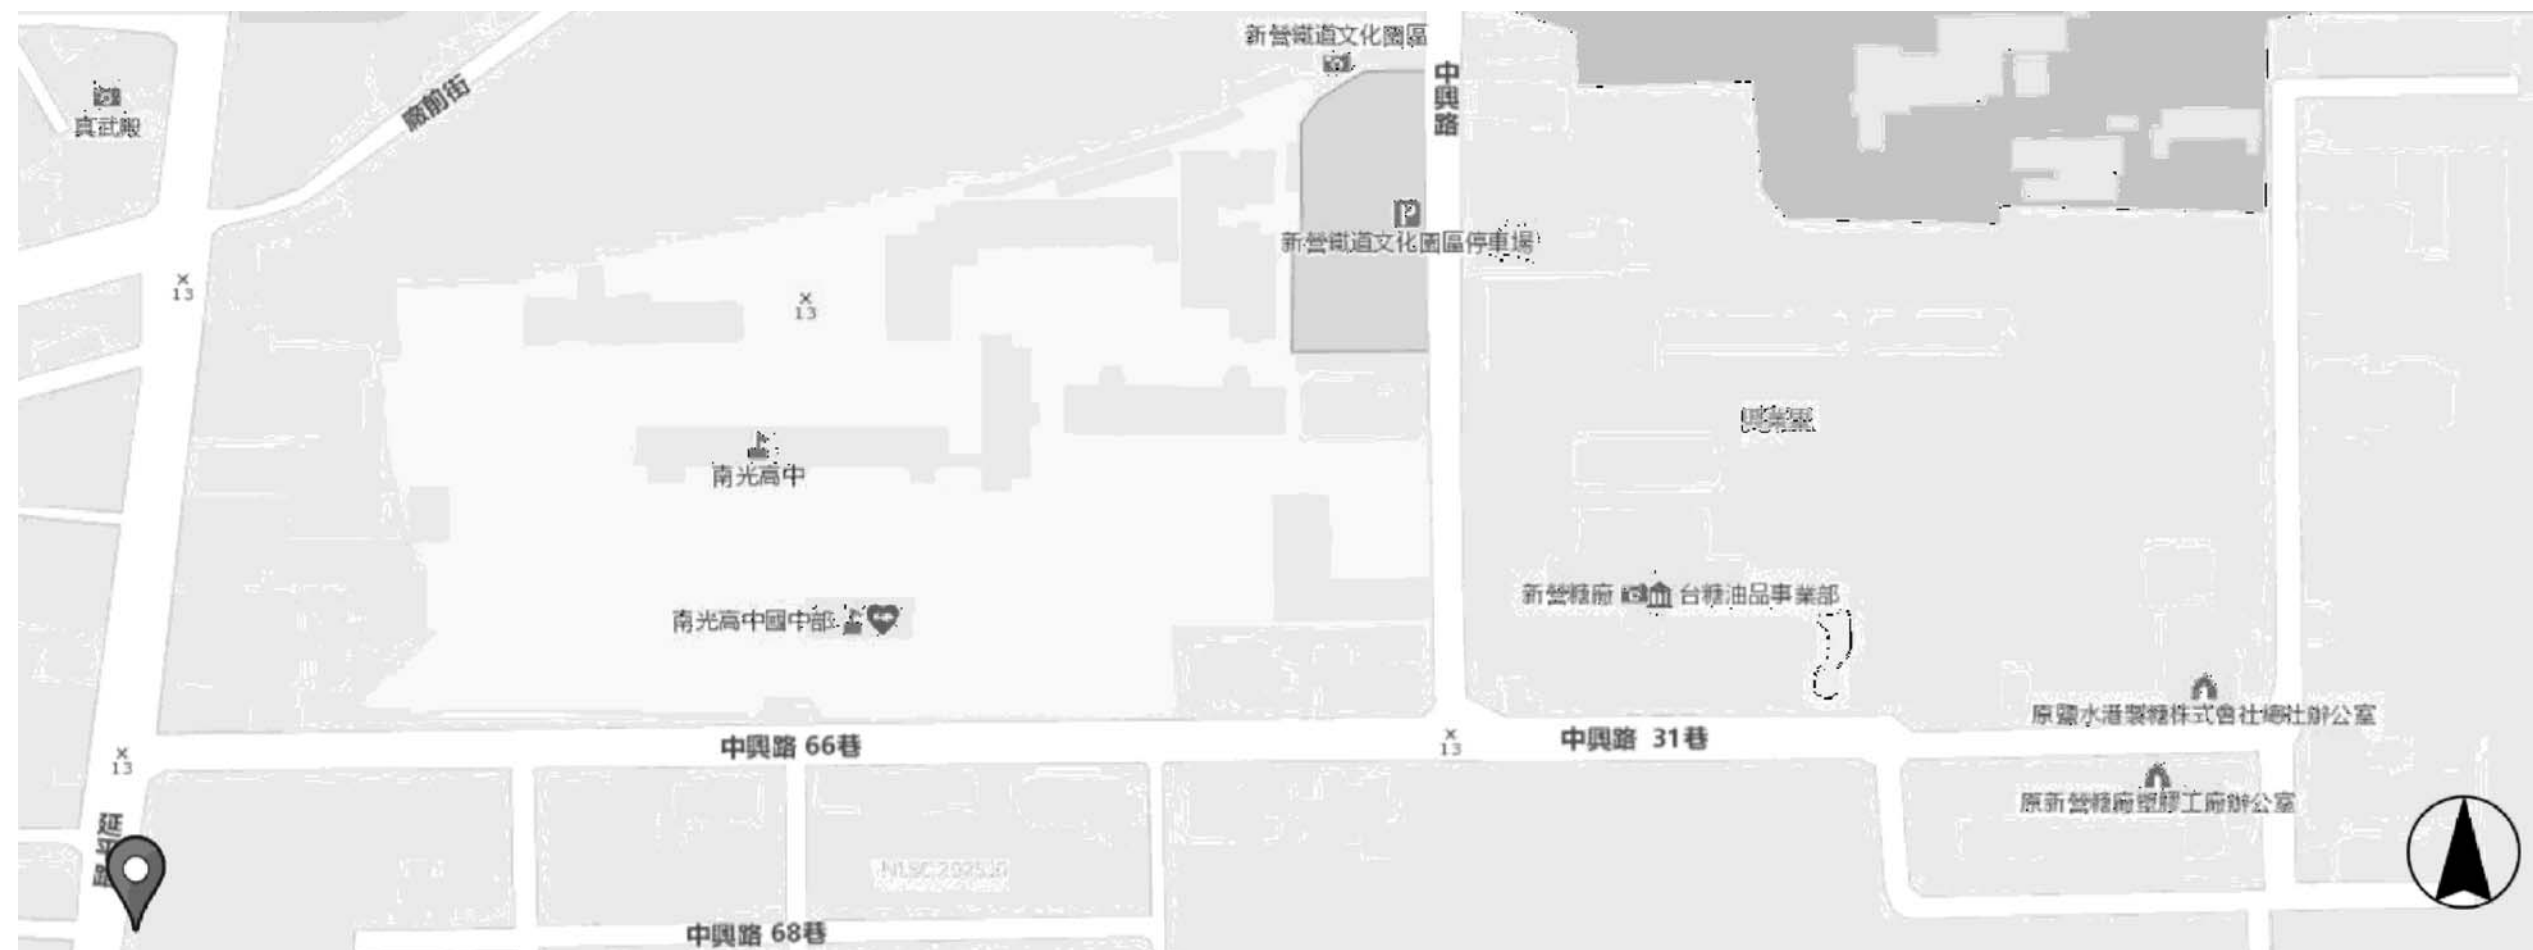 新營鐵道文化園區
中興路
廠前街
真武殿
新營鐵道文化園區停車場
13
13
南光高中
新營糖廠
台糖油品事業部
南光高中國中部
原鹽水港製糖株式會社總社辦公室
中興路 66巷
13
中興路 31巷
13
原新營糖廠塑膠工廠辦公室
延平路
中興路 68巷